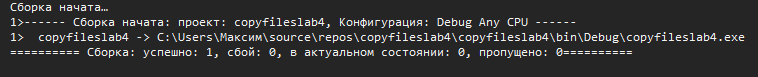 Сборка начата…
1>------ Сборка начата: проект: copyfileslab4, Конфигурация: Debug Any CPU ------
1>  copyfileslab4 -> C:\Users\Максим\source\repos\copyfileslab4\copyfileslab4\bin\Debug\copyfileslab4.exe
========== Сборка: успешно: 1, сбой: 0, в актуальном состоянии: 0, пропущено: 0==========